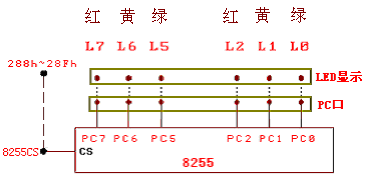 红 黄 绿 红 黄 绿
L7 L6 L5 L2 L1 L0
288h~28Fh
LED显示
PC口
8255CS
CS
PC7 PC6 PC5 PC2 PC1 PC0
8255